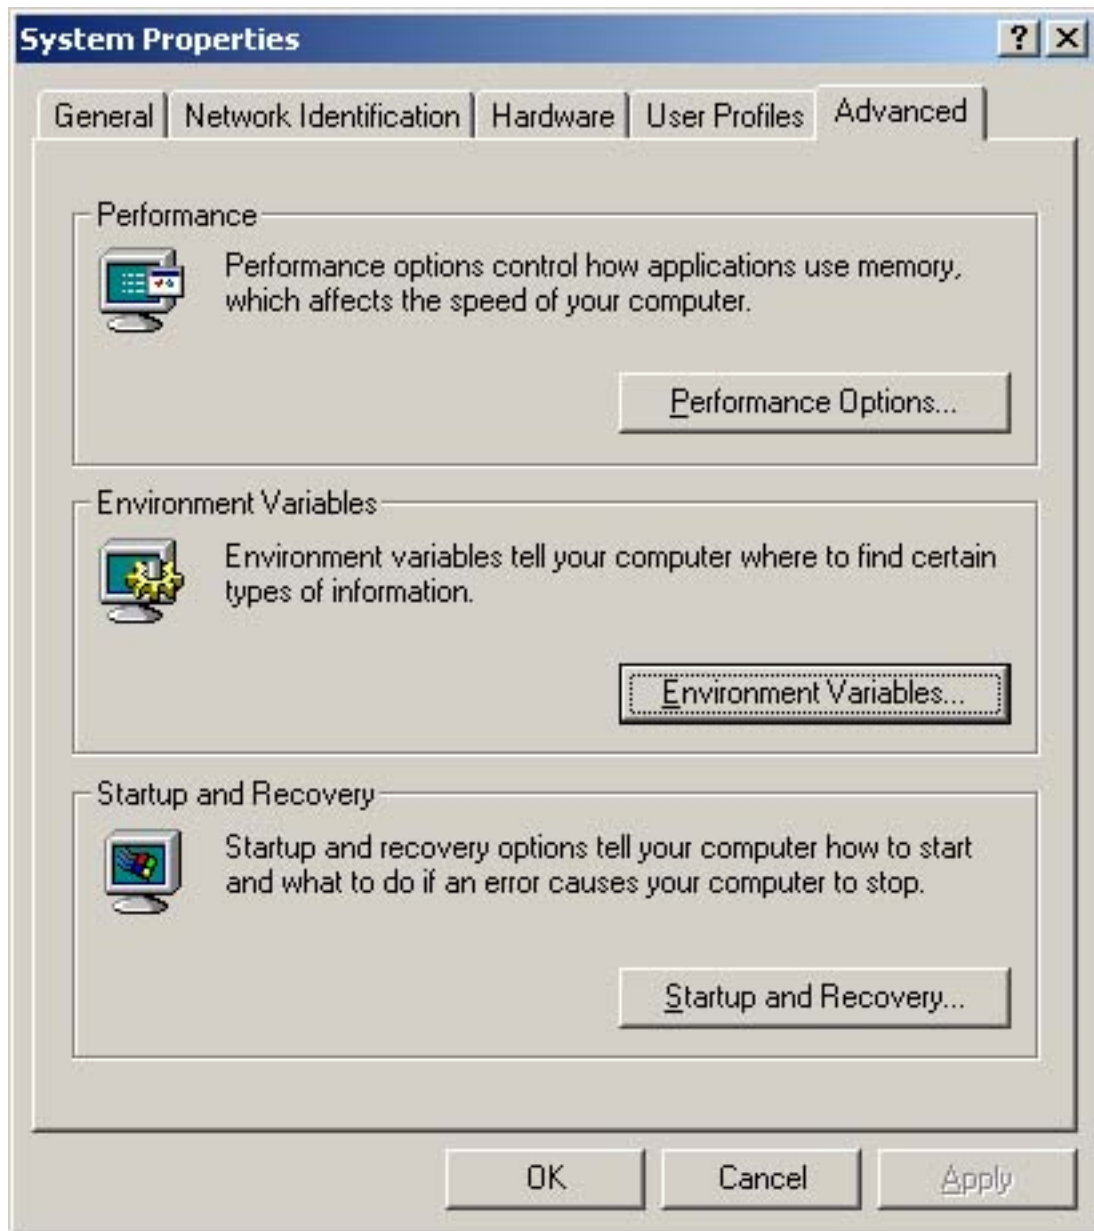 System Properties
General Network Identification Hardware User Profiles Advanced
Performance
Performance options control how applications use memory,
which affects the speed of your computer.
Performance Options...
Environment Variables
Environment variables tell your computer where to find certain
types of information.
Environment Variables...
Startup and Recovery
Startup and recovery options tell your computer how to start
and what to do if an error causes your computer to stop.
Startup and Recovery...
OK Cancel Apply